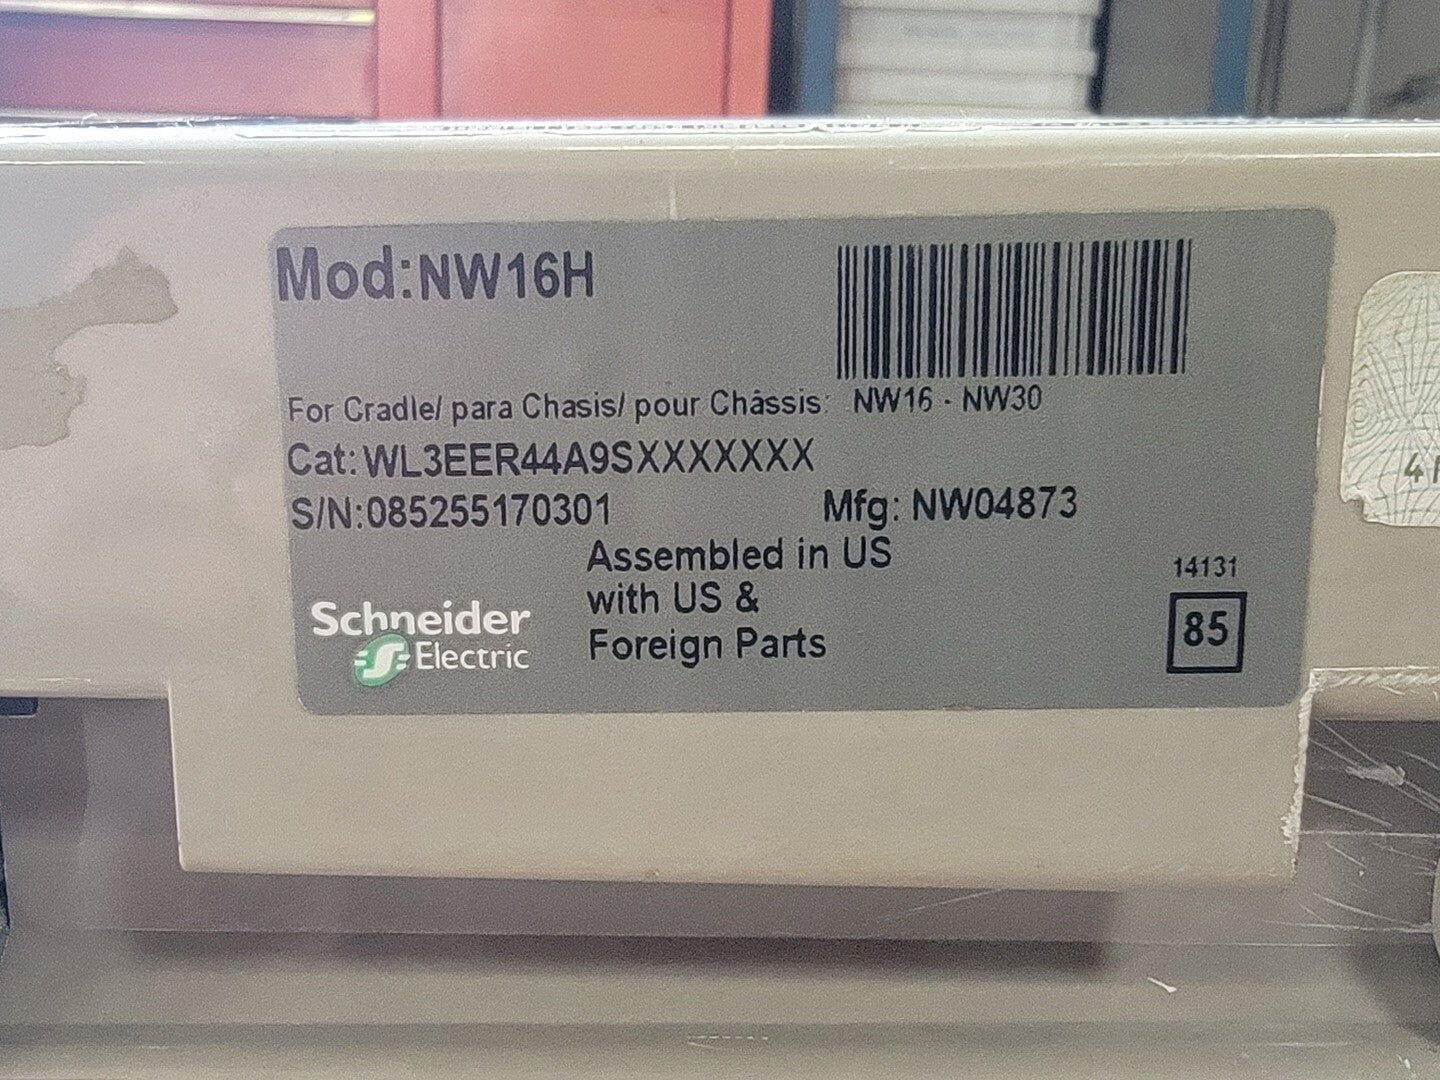 Mod:NW16H
For Cradle/ para Chasis/ pour Châssis: NW16 - NW30
Cat:WL3EER44A9SXXXXXXX
S/N:085255170301 Mfg: NW04873
Assembled in US
with US &
Foreign Parts
14131
85
Schneider
Electric
4